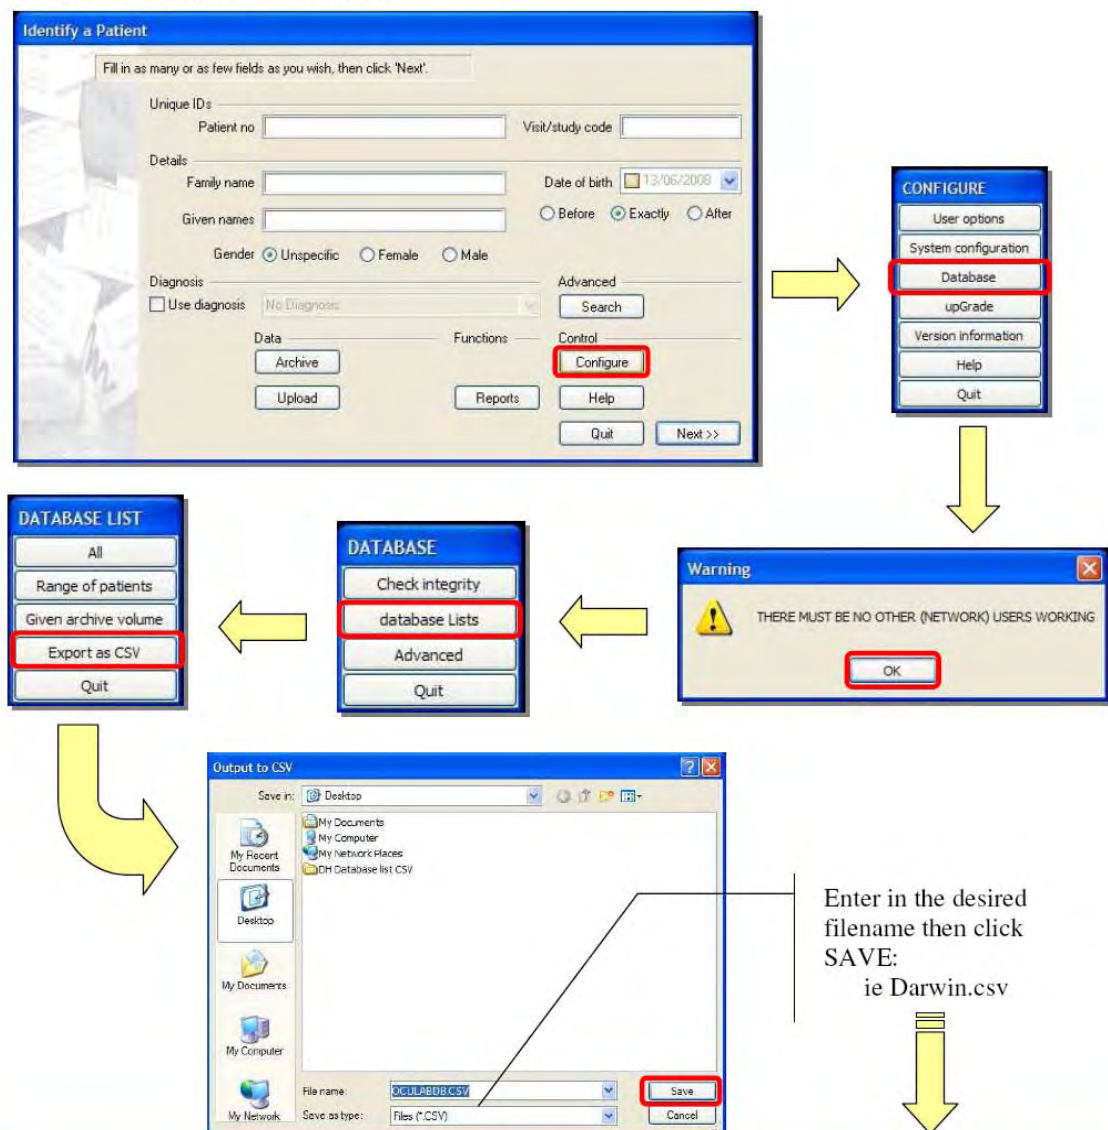 Identify a Patient
Fill in as many or as few fields as you wish, then click 'Next'.
Unique IDs
Patient no
Visit/study code
Details
Family name
Date of birth 13/06/2008
Given names
Before Exactly After
Gender Unspecific Female Male
Diagnosis
Advanced
Use diagnosis No Diagnosis
Search
Data
Functions
Control
Archive
Configure
Upload
Reports
Help
Quit
Next >>
CONFIGURE
User options
System configuration
Database
upGrade
Version information
Help
Quit
Warning
THERE MUST BE NO OTHER (NETWORK) USERS WORKING
OK
DATABASE
Check integrity
database Lists
Advanced
Quit
DATABASE LIST
All
Range of patients
Given archive volume
Export as CSV
Quit
Output to CSV
Save in: Desktop
My Recent
Documents
Desktop
My Documents
My Computer
My Network
My Documents
My Computer
My Network Places
DH Database list CSV
File name: OCULABDB.CSV
Save
Save as type: Files (*.CSV)
Cancel
Enter in the desired
filename then click
SAVE:
ie Darwin.csv